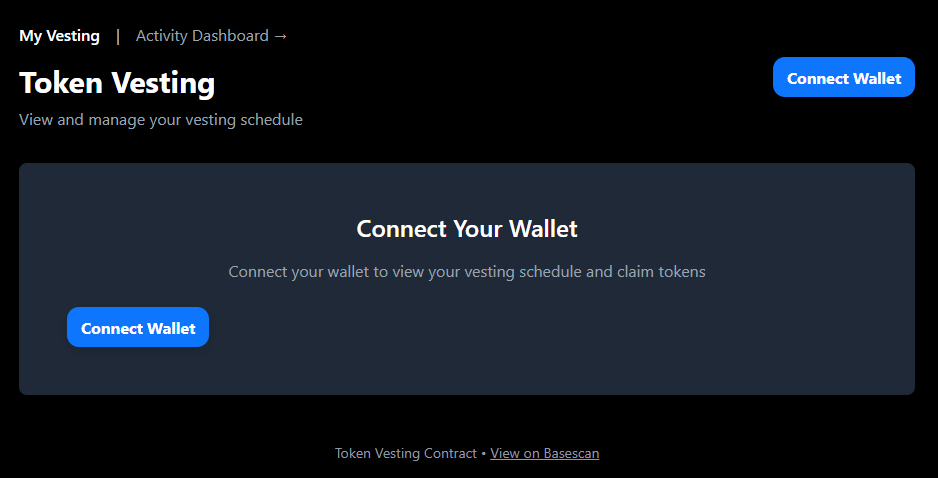 My Vesting | Activity Dashboard →
Token Vesting
Connect Wallet
View and manage your vesting schedule
Connect Your Wallet
Connect your wallet to view your vesting schedule and claim tokens
Connect Wallet
Token Vesting Contract • View on Basescan